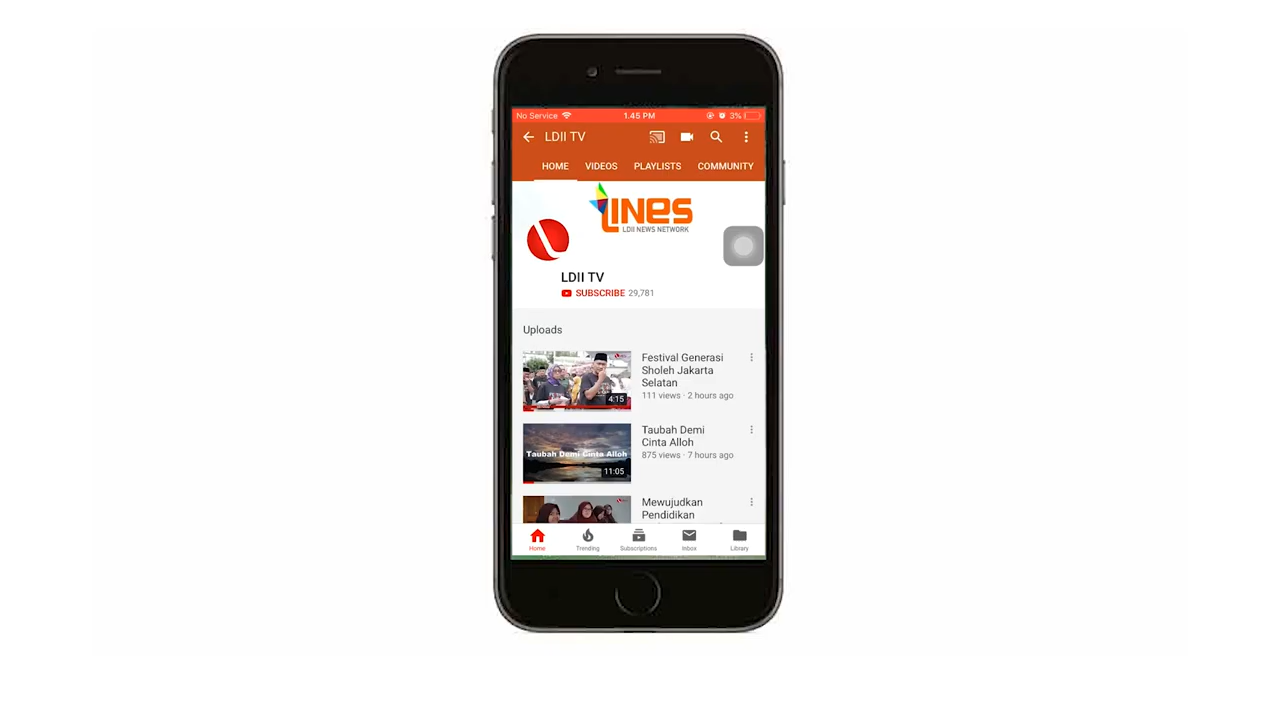 No Service 1.45 PM 3%
LDII TV
HOME VIDEOS PLAYLISTS COMMUNITY
LINES
LDII NEWS NETWORK
LDII TV
SUBSCRIBE 29,781
Uploads
Festival Generasi
Sholeh Jakarta
Selatan
111 views · 2 hours ago
4:15
Taubah Demi
Cinta Alloh
875 views · 7 hours ago
Taubah Demi Cinta Alloh
11:05
Mewujudkan
Pendidikan
Home Trending Subscriptions Inbox Library